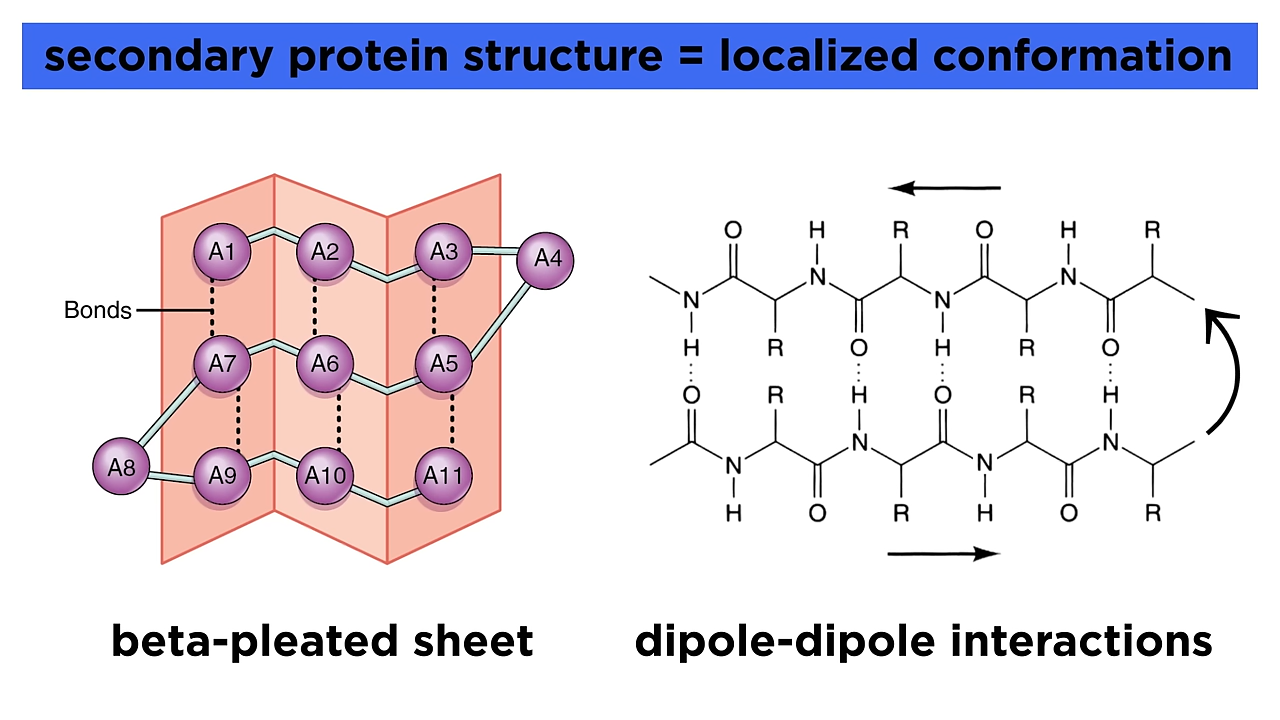 secondary protein structure = localized conformation
A1 A2 A3 A4
Bonds
A7 A6 A5
A8 A9 A10 A11
O H R O H R
N N N N
H R O H R O
O R H O R H
N N N
H O R H O R
beta-pleated sheet
dipole-dipole interactions